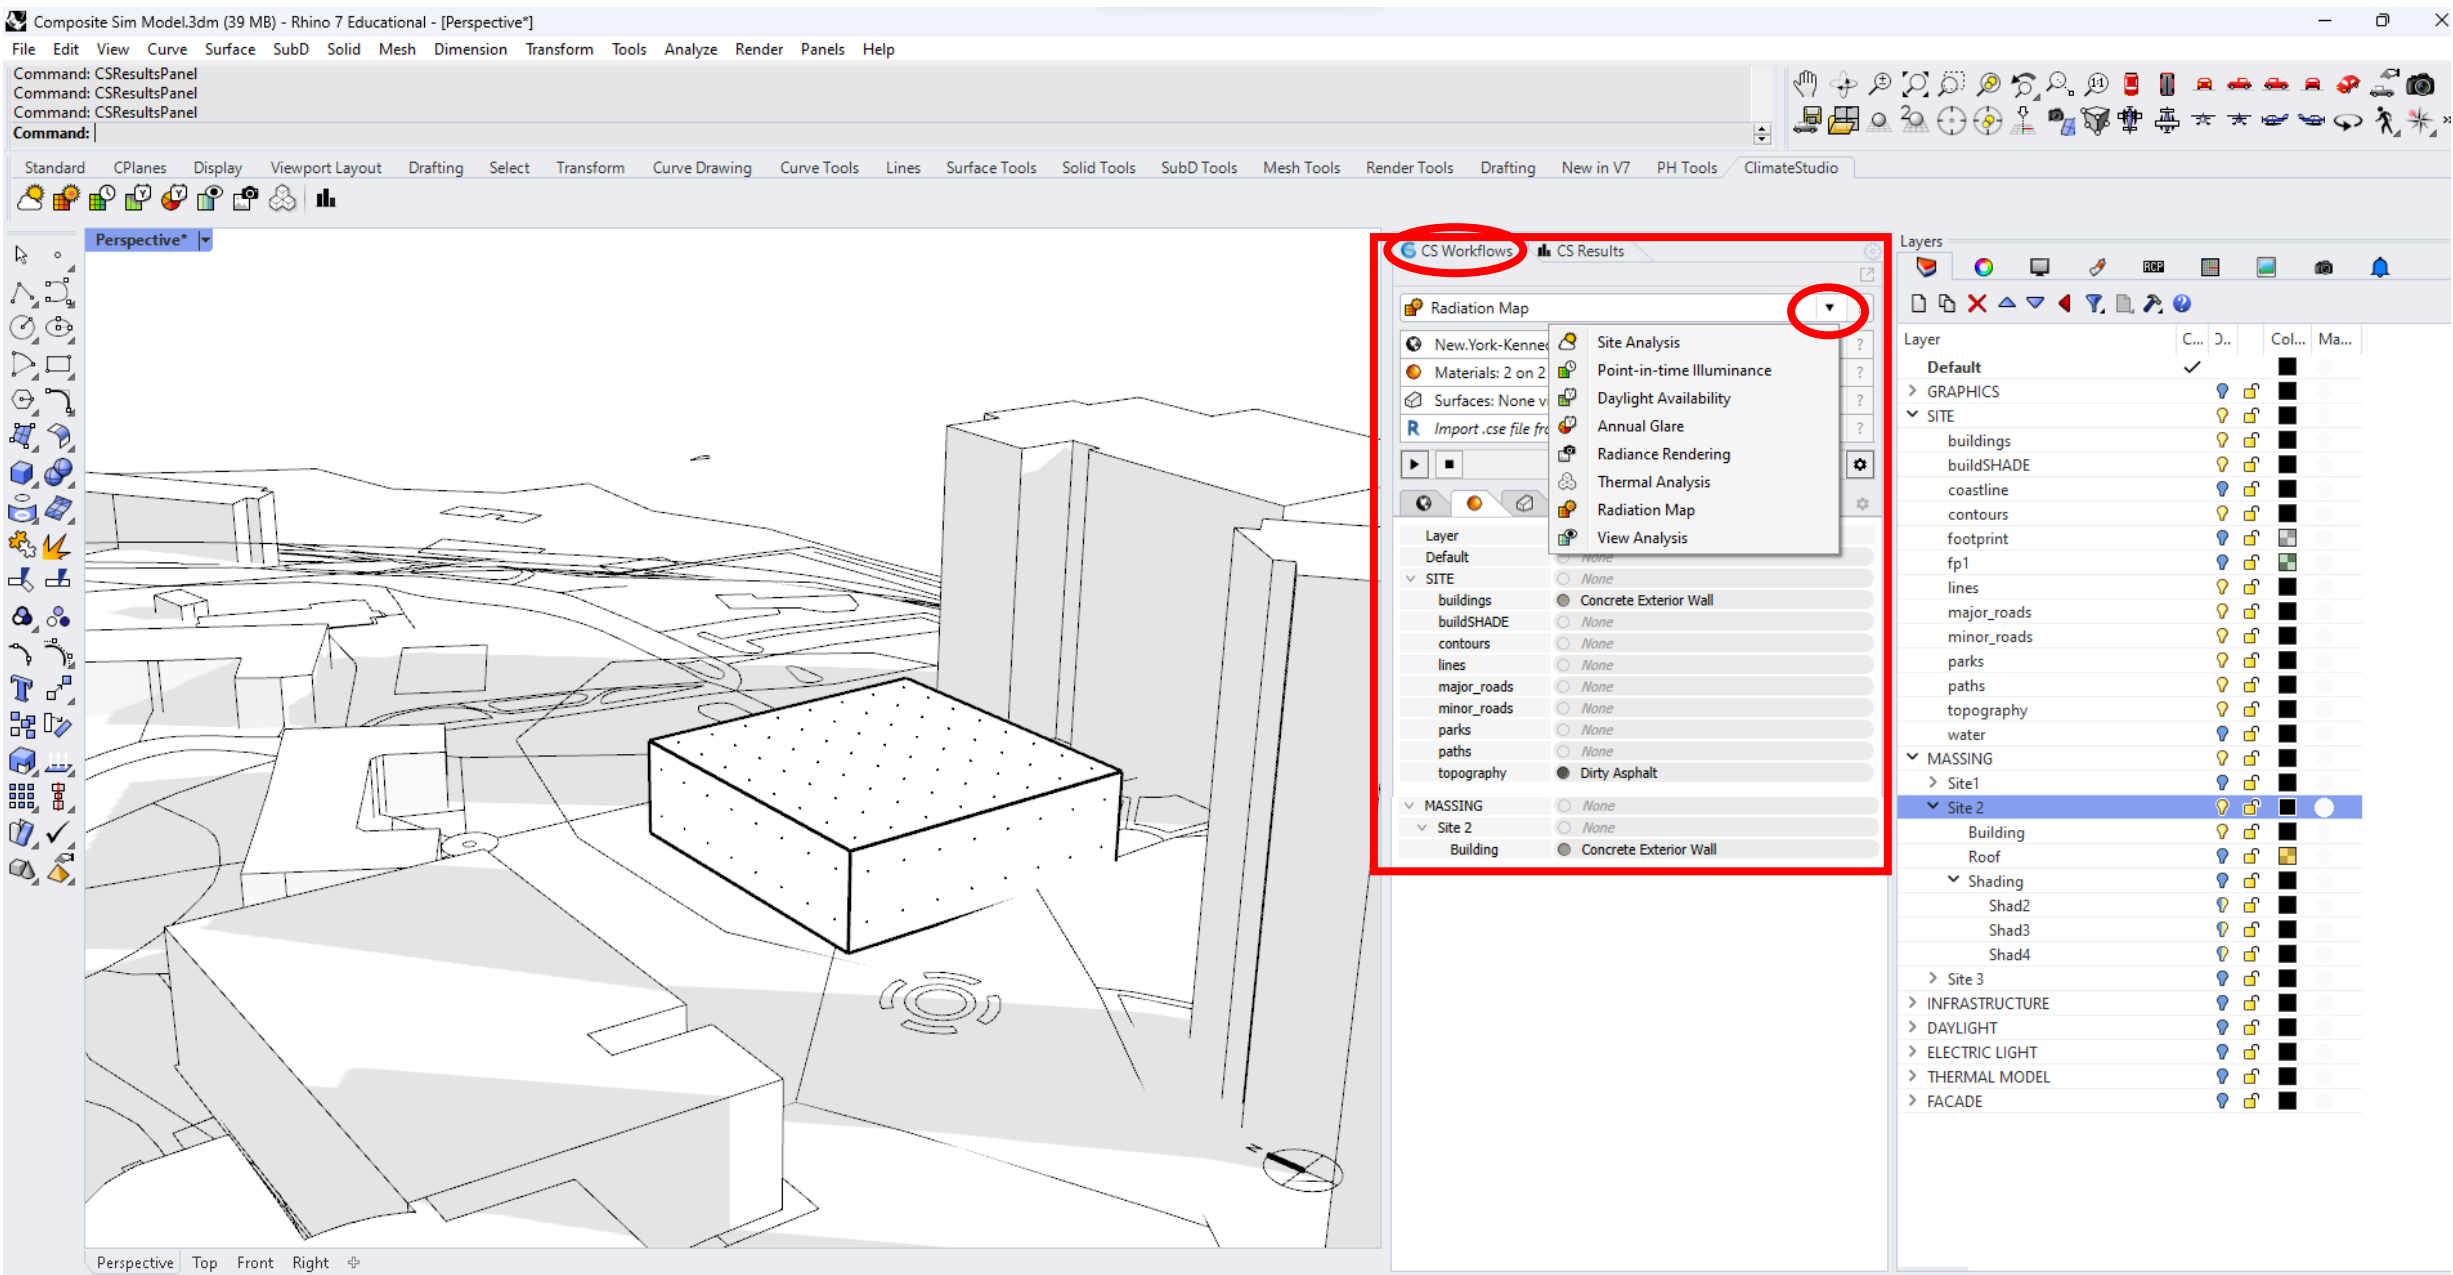 Composite Sim Model.3dm (39 MB) - Rhino 7 Educational - [Perspective*]
File Edit View Curve Surface SubD Solid Mesh Dimension Transform Tools Analyze Render Panels Help
Command: CSResultsPanel
Command: CSResultsPanel
Command: CSResultsPanel
Command:
Standard CPlanes Display Viewport Layout Drafting Select Transform Curve Drawing Curve Tools Lines Surface Tools Solid Tools SubD Tools Mesh Tools Render Tools Drafting New in V7 PH Tools ClimateStudio
Perspective*
N
Perspective Top Front Right
CS Workflows CS Results
Radiation Map
New.York-Kenne
Materials: 2 on 2
Surfaces: None vi
R Import .cse file fro
Site Analysis
Point-in-time Illuminance
Daylight Availability
Annual Glare
Radiance Rendering
Thermal Analysis
Radiation Map
View Analysis
Layer
Default None
SITE None
buildings Concrete Exterior Wall
buildSHADE None
contours None
lines None
major_roads None
minor_roads None
parks None
paths None
topography Dirty Asphalt
MASSING None
Site 2 None
Building Concrete Exterior Wall
Layers
Layer C... Col... Ma...
Default
GRAPHICS
SITE
buildings
buildSHADE
coastline
contours
footprint
fp1
lines
major_roads
minor_roads
parks
paths
topography
water
MASSING
Site1
Site 2
Building
Roof
Shading
Shad2
Shad3
Shad4
Site 3
INFRASTRUCTURE
DAYLIGHT
ELECTRIC LIGHT
THERMAL MODEL
FACADE